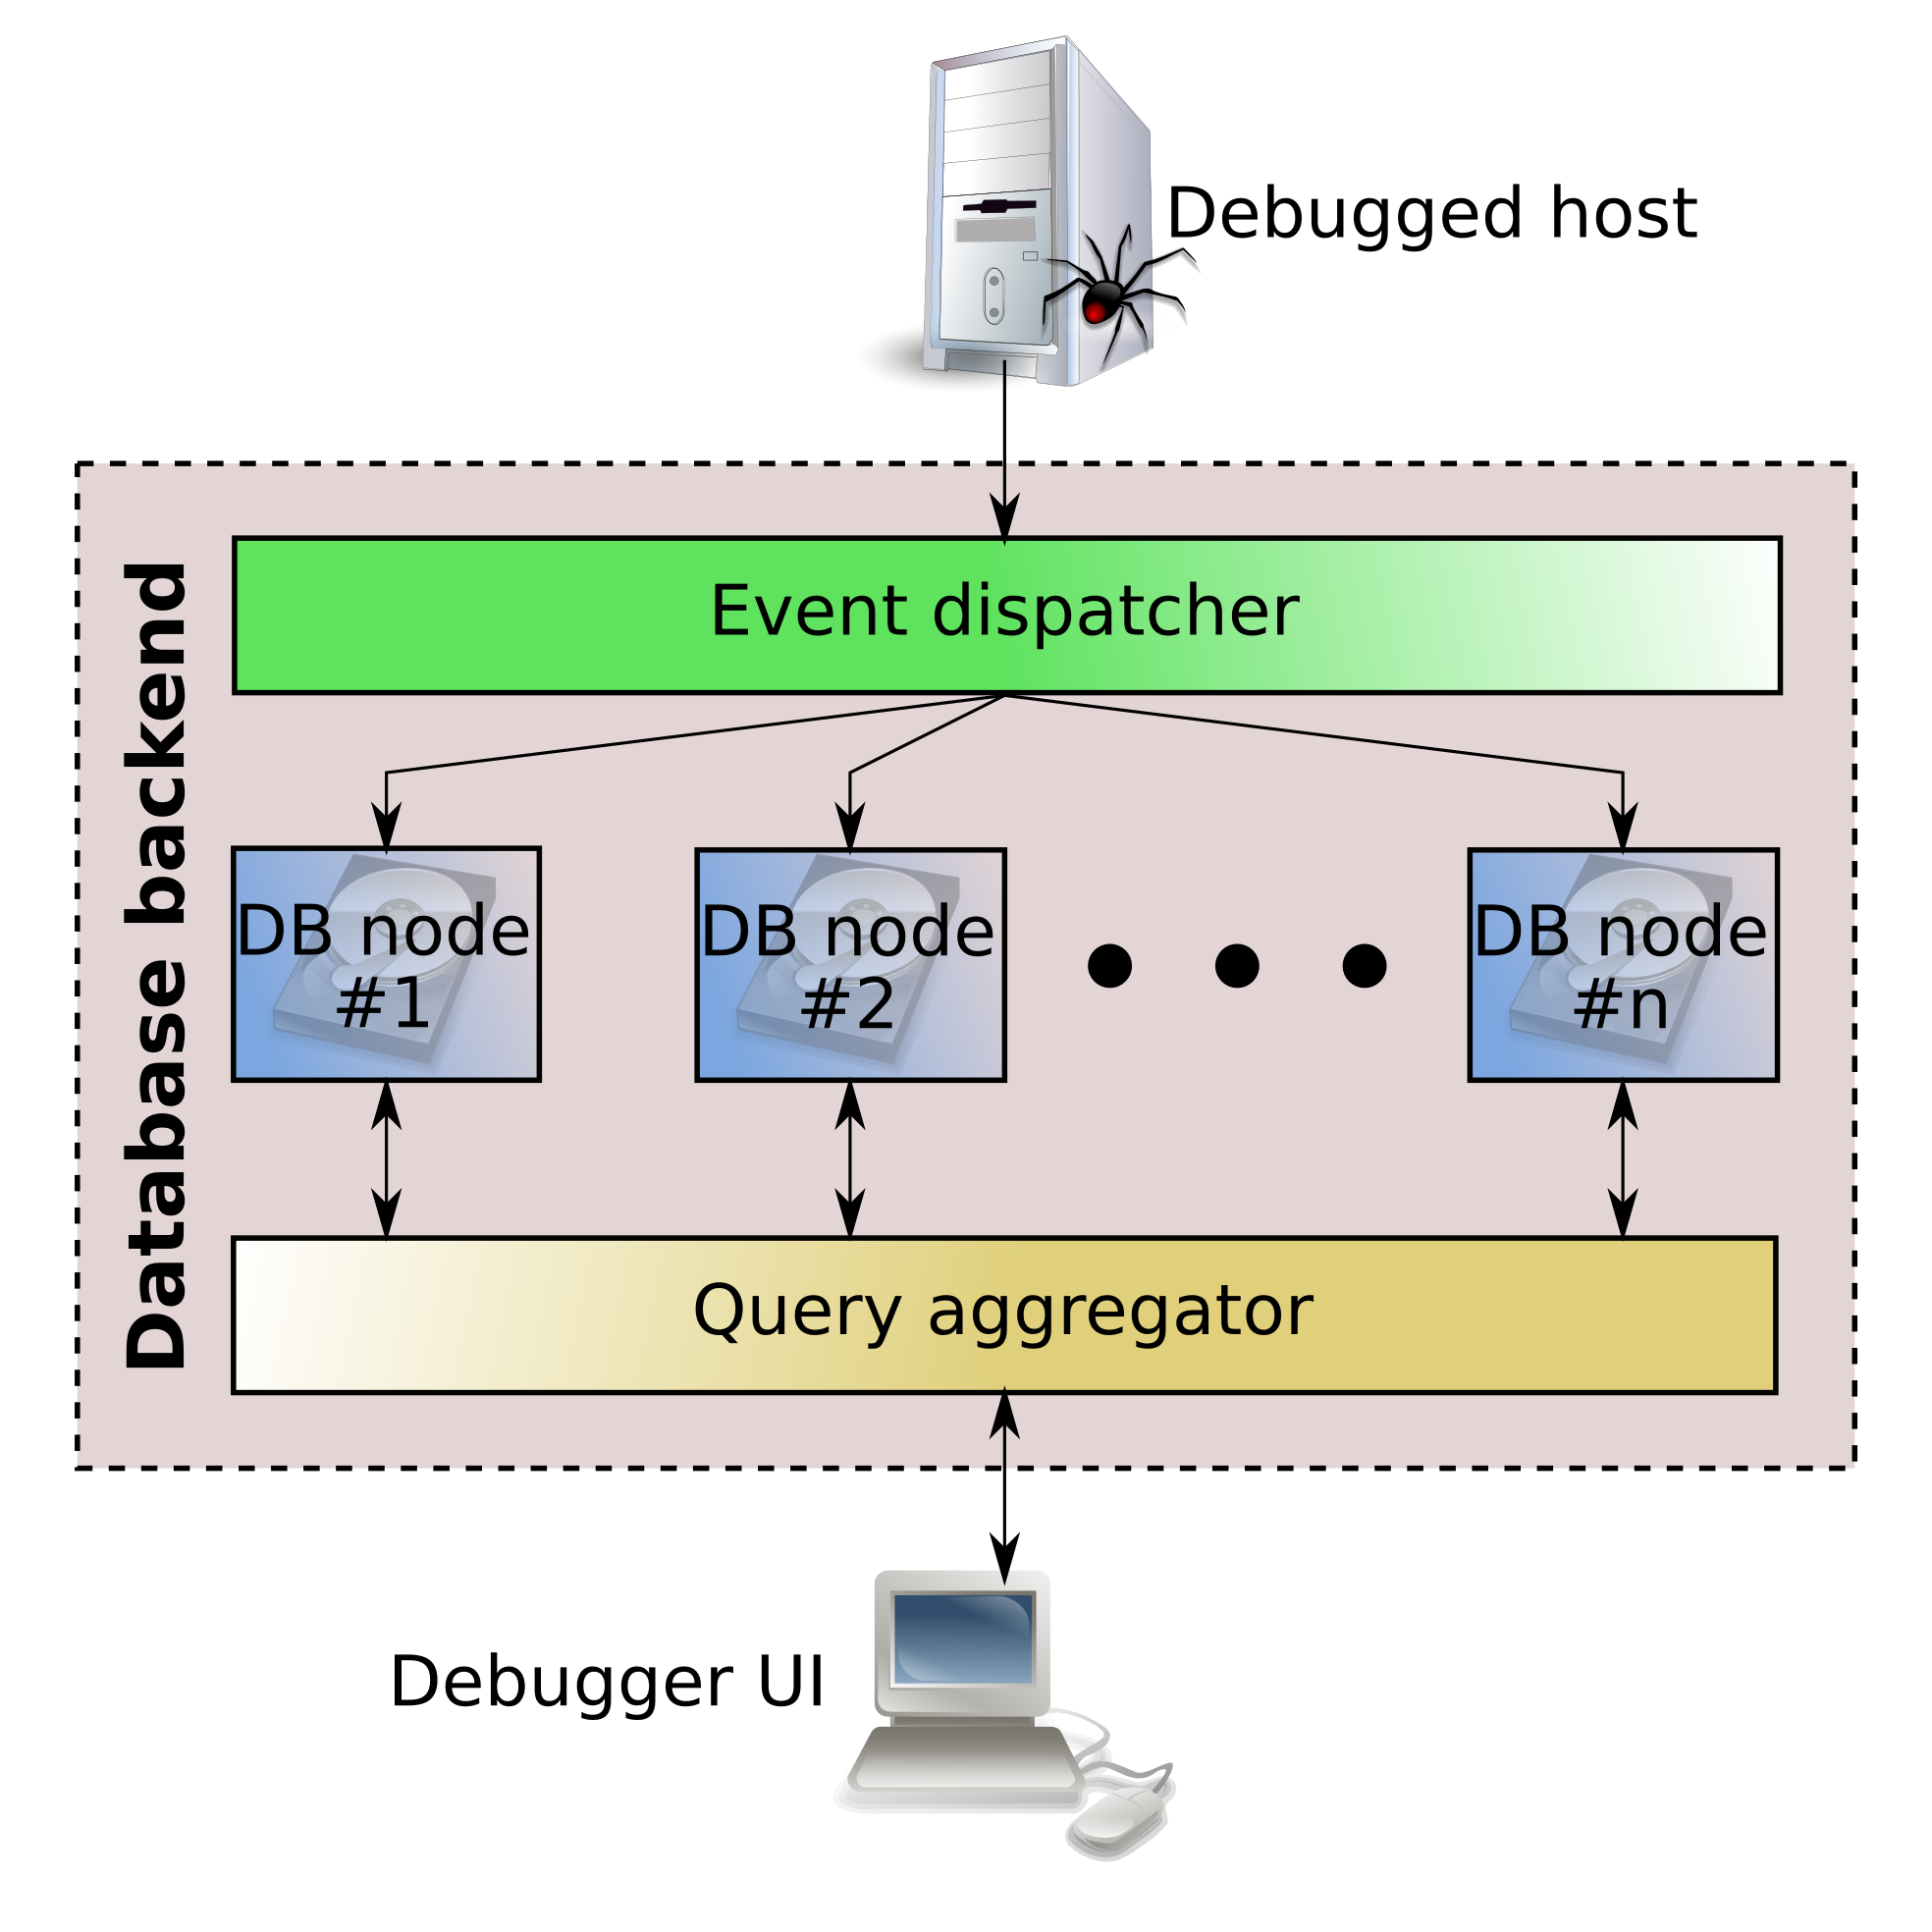 Debugged host
Database backend
Event dispatcher
DB node
#1
DB node
#2
DB node
#n
Query aggregator
Debugger UI